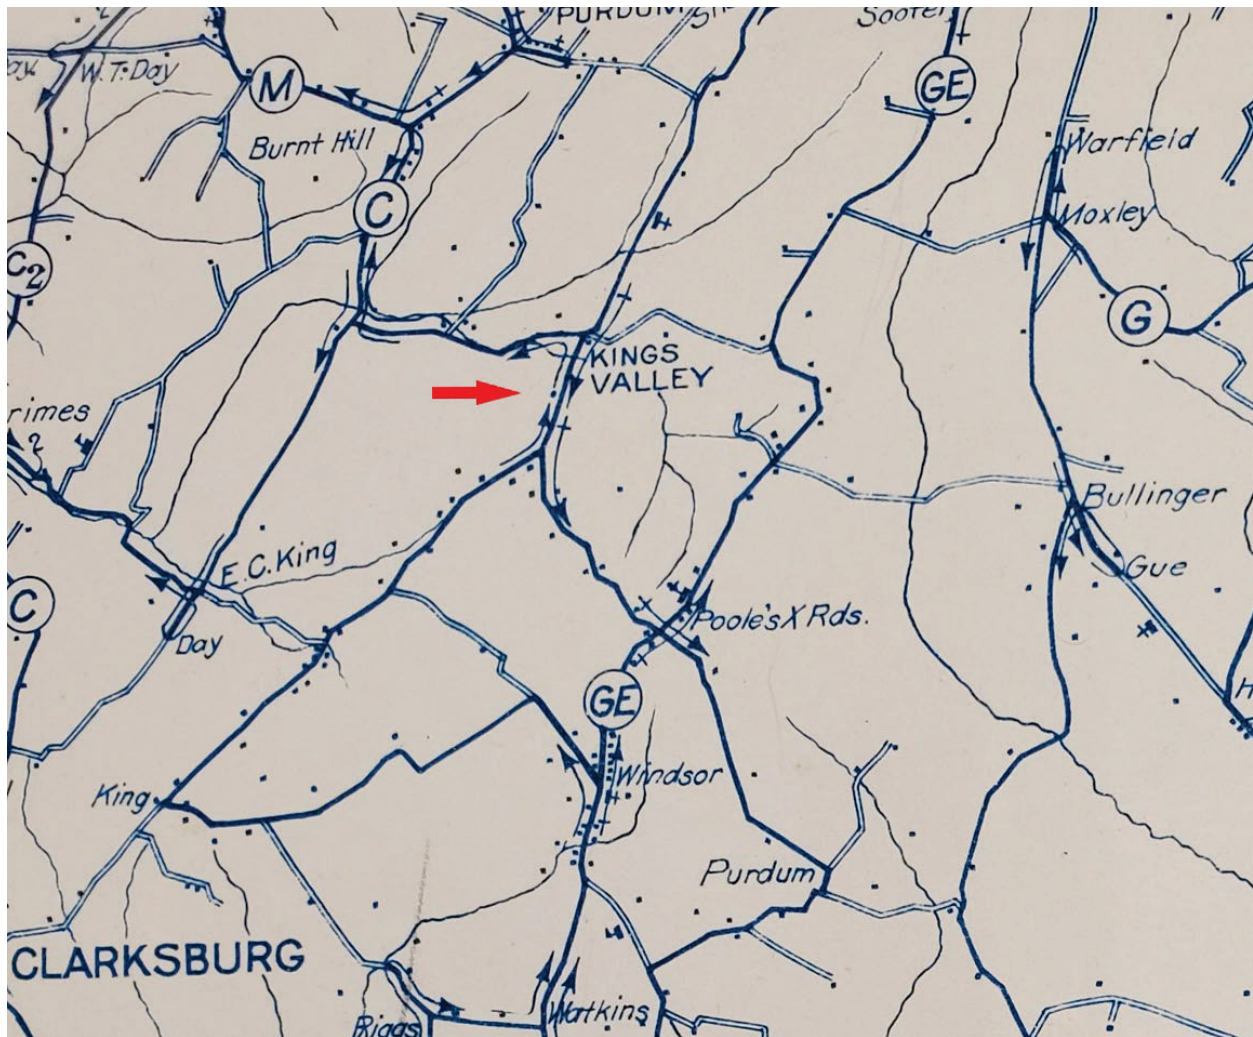 PURDUM
Sooter
W.T. Day
M
GE
Burnt Hill
Warfield
C
Moxley
C2
G
KINGS
VALLEY
rimes
2
Bullinger
E.C. King
Gue
C
Poole's X Rds.
Day
GE
H
King
Windsor
Purdum
CLARKSBURG
Riggs
Watkins